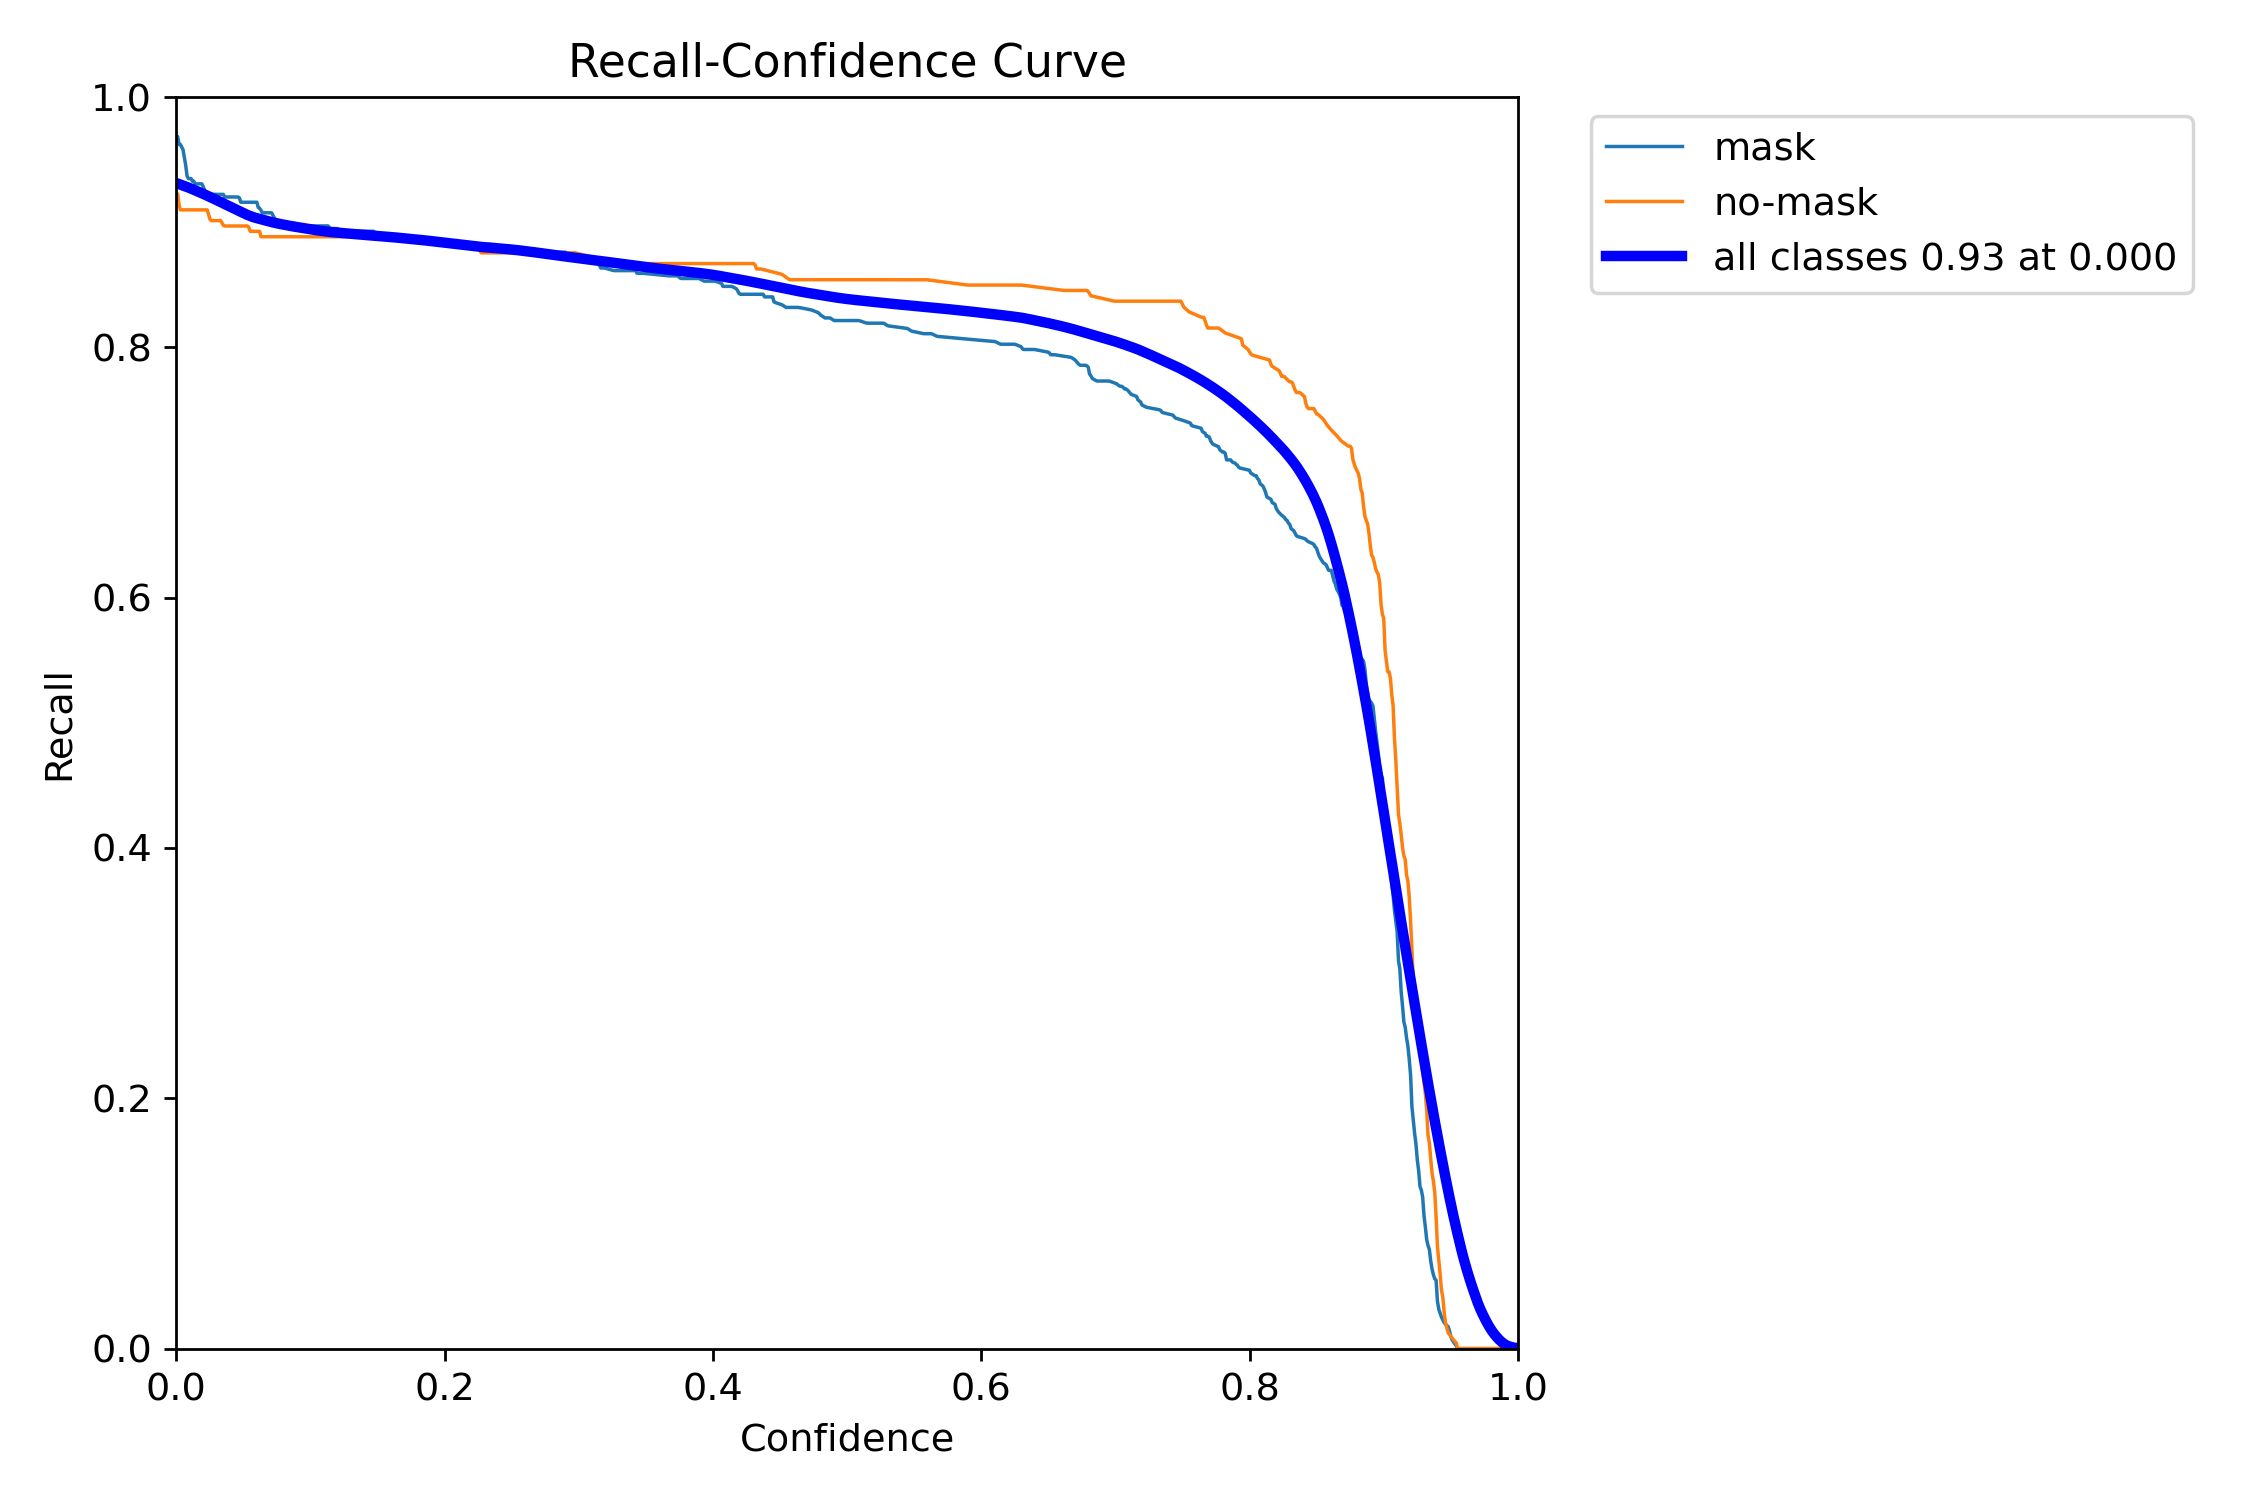 Recall-Confidence Curve
1.0
0.8
0.6
0.4
0.2
0.0
Recall
0.0 0.2 0.4 0.6 0.8 1.0
Confidence
mask
no-mask
all classes 0.93 at 0.000